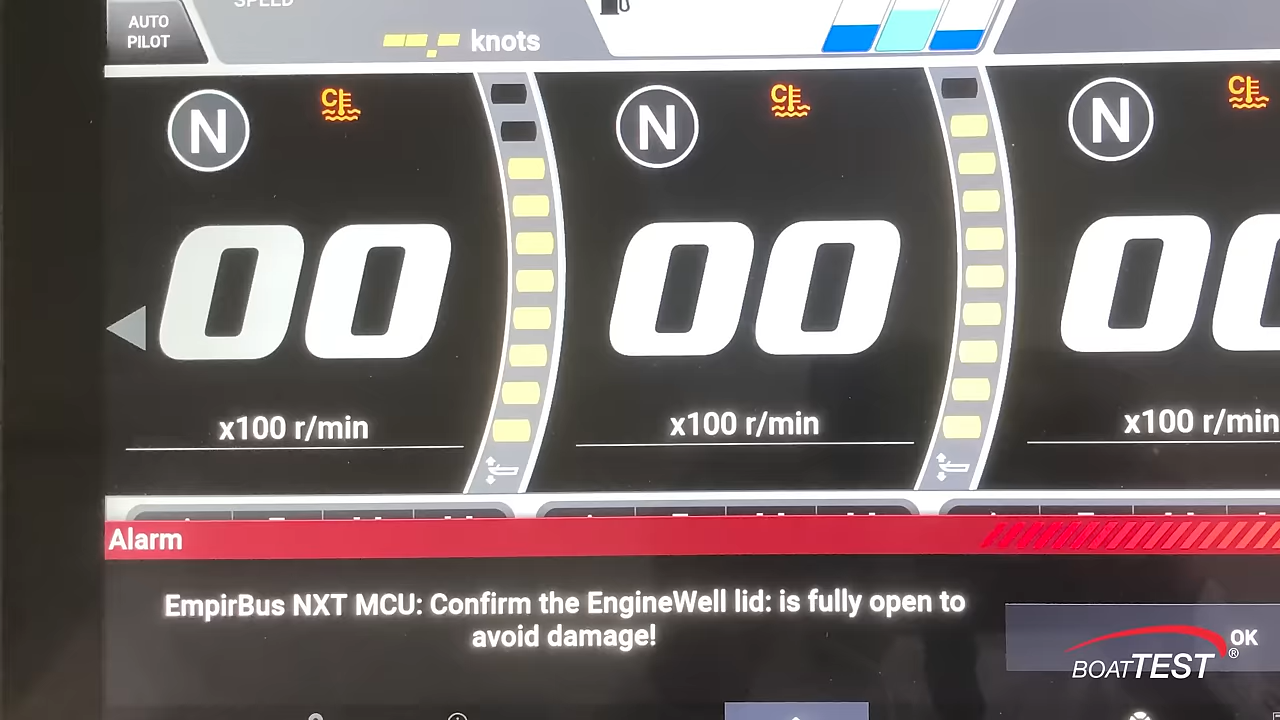 SPEED
AUTO
PILOT
knots
N
C
N
C
N
C
00
00
00
x100 r/min
x100 r/min
x100 r/min
Alarm
EmpirBus NXT MCU: Confirm the EngineWell lid: is fully open to
avoid damage!
OK
BOATTEST®